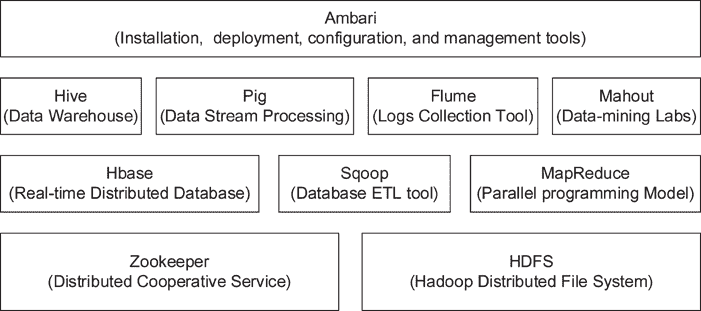 Ambari
(Installation, deployment, configuration, and management tools)
Hive
(Data Warehouse)
Pig
(Data Stream Processing)
Flume
(Logs Collection Tool)
Mahout
(Data-mining Labs)
Hbase
(Real-time Distributed Database)
Sqoop
(Database ETL tool)
MapReduce
(Parallel programming Model)
Zookeeper
(Distributed Cooperative Service)
HDFS
(Hadoop Distributed File System)